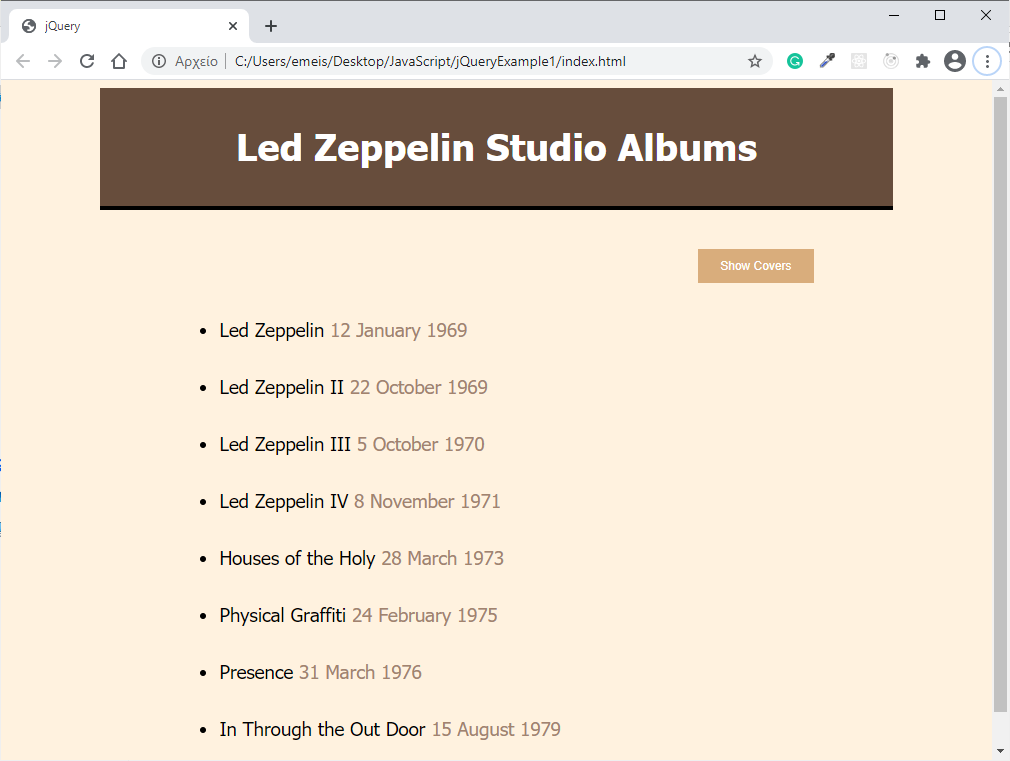 jQuery
Αρχείο C:/Users/emeis/Desktop/JavaScript/jQueryExample1/index.html
Led Zeppelin Studio Albums
Show Covers
• Led Zeppelin 12 January 1969
• Led Zeppelin II 22 October 1969
• Led Zeppelin III 5 October 1970
• Led Zeppelin IV 8 November 1971
• Houses of the Holy 28 March 1973
• Physical Graffiti 24 February 1975
• Presence 31 March 1976
• In Through the Out Door 15 August 1979